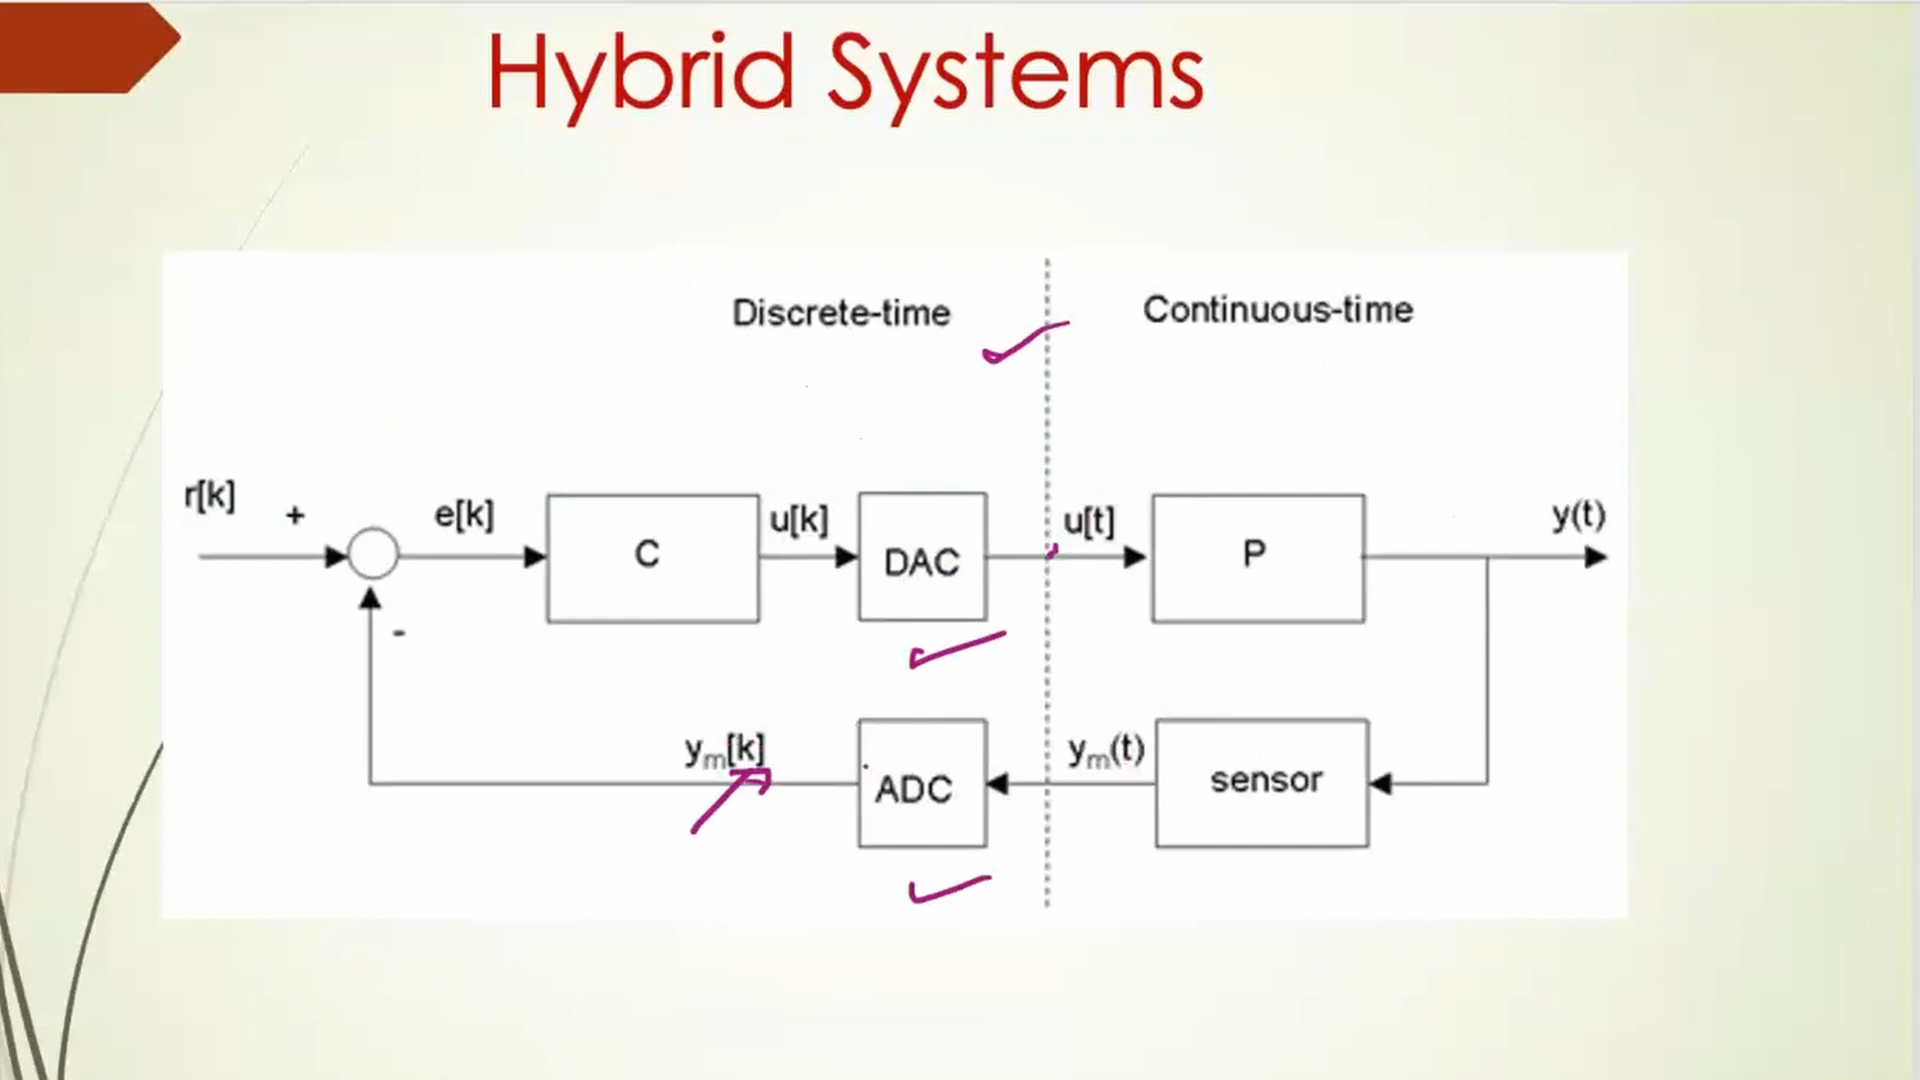 Hybrid Systems
Discrete-time
Continuous-time
r[k]
+
e[k]
C
u[k]
DAC
u[t]
P
y(t)
-
ym[k]
ADC
ym(t)
sensor